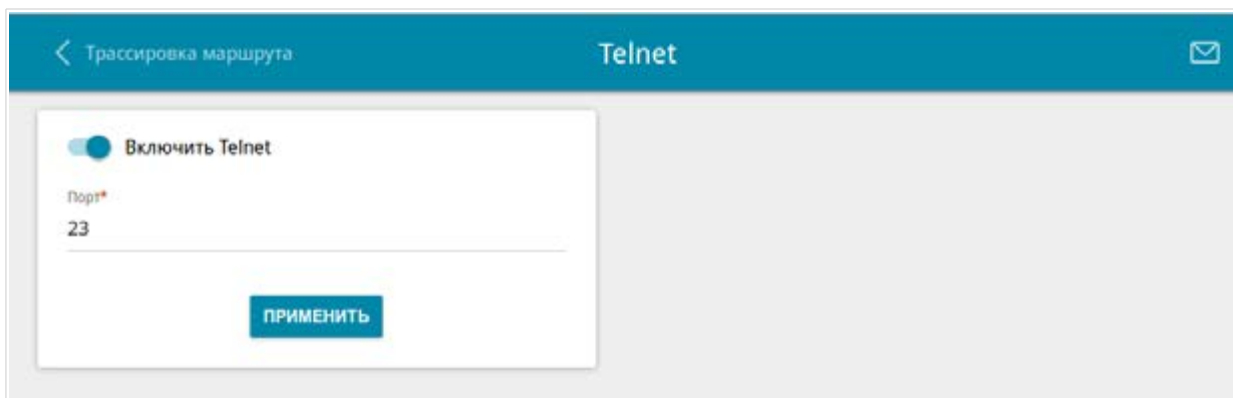 Трассировка маршрута
Telnet
Включить Telnet
Порт*
23
ПРИМЕНИТЬ